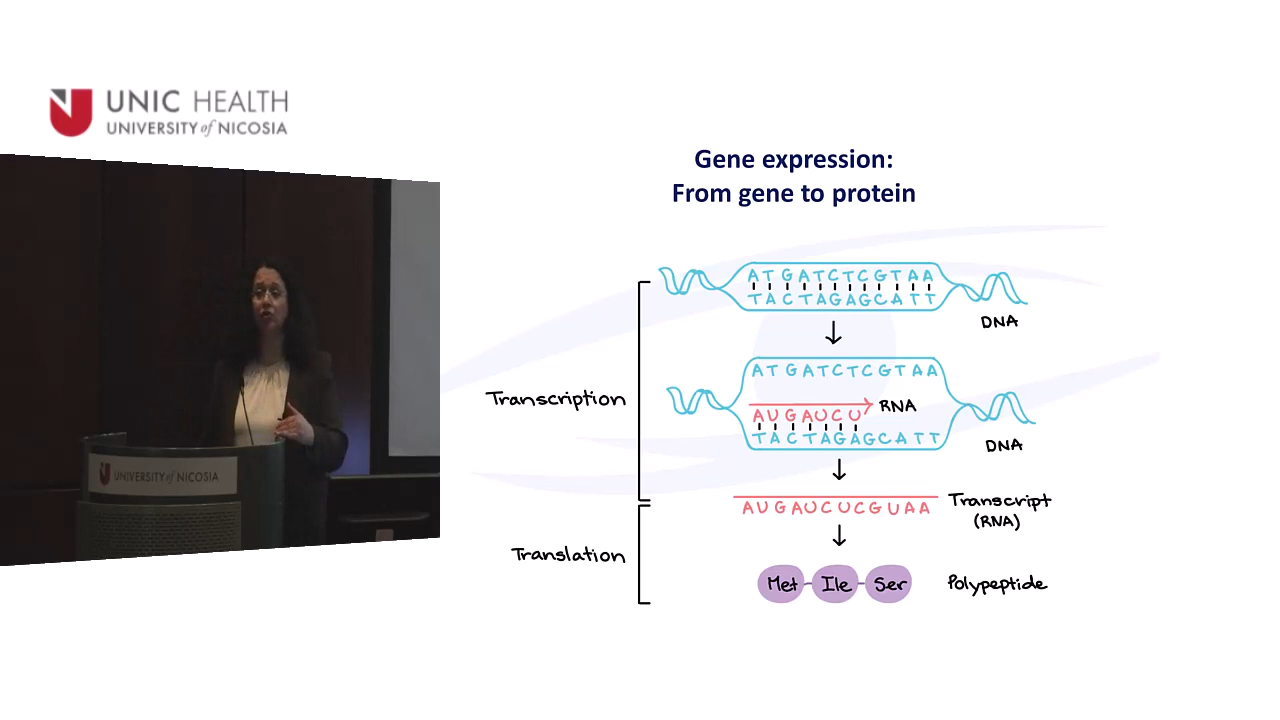 UNIC HEALTH
UNIVERSITY of NICOSIA
UNIVERSITY of NICOSIA
Gene expression:
From gene to protein
ATGATCTCGTAA
TACTAGAGCATT
DNA
ATGATCTCGTAA
RNA
AUGAUCU
TACTAGAGCATT
DNA
Transcription
Transcript
(RNA)
AUGAUCUCGUAA
Translation
Met Ile Ser
Polypeptide